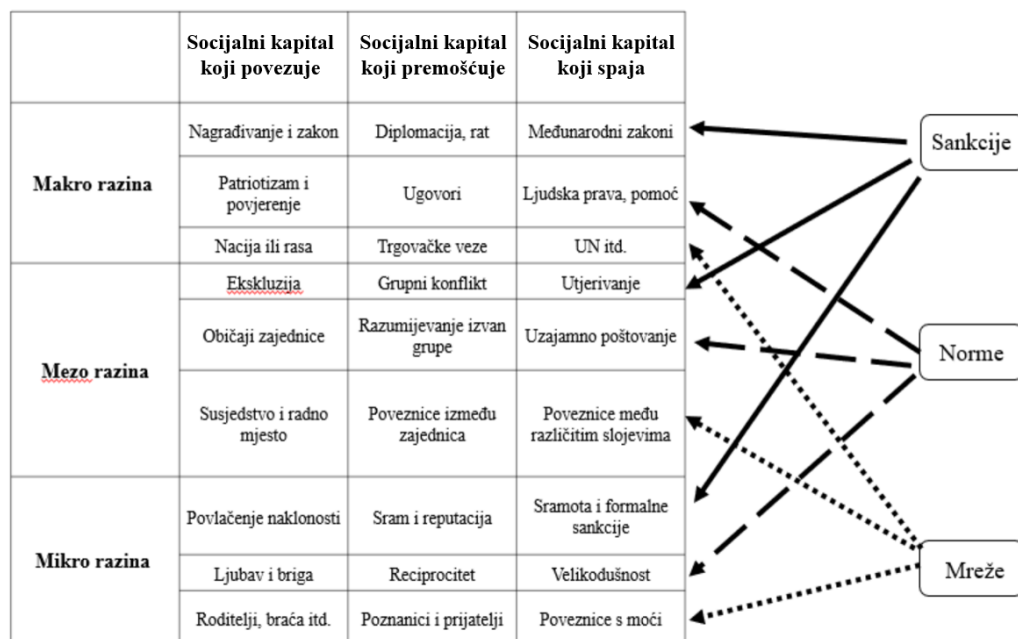 Socijalni kapital
koji povezuje
Socijalni kapital
koji premošćuje
Socijalni kapital
koji spaja
Makro razina
Nagrađivanje i zakon
Diplomacija, rat
Međunarodni zakoni
Patriotizam i
povjerenje
Ugovori
Ljudska prava, pomoć
Nacija ili rasa
Trgovačke veze
UN itd.
Mezo razina
Ekskluzija
Grupni konflikt
Utjerivanje
Običaji zajednice
Razumijevanje izvan
grupe
Uzajamno poštovanje
Susjedstvo i radno
mjesto
Poveznice između
zajednica
Poveznice među
različitim slojevima
Mikro razina
Povlačenje naklonosti
Sram i reputacija
Sramota i formalne
sankcije
Ljubav i briga
Reciprocitet
Velikodušnost
Roditelji, braća itd.
Poznanici i prijatelji
Poveznice s moći
Sankcije
Norme
Mreže